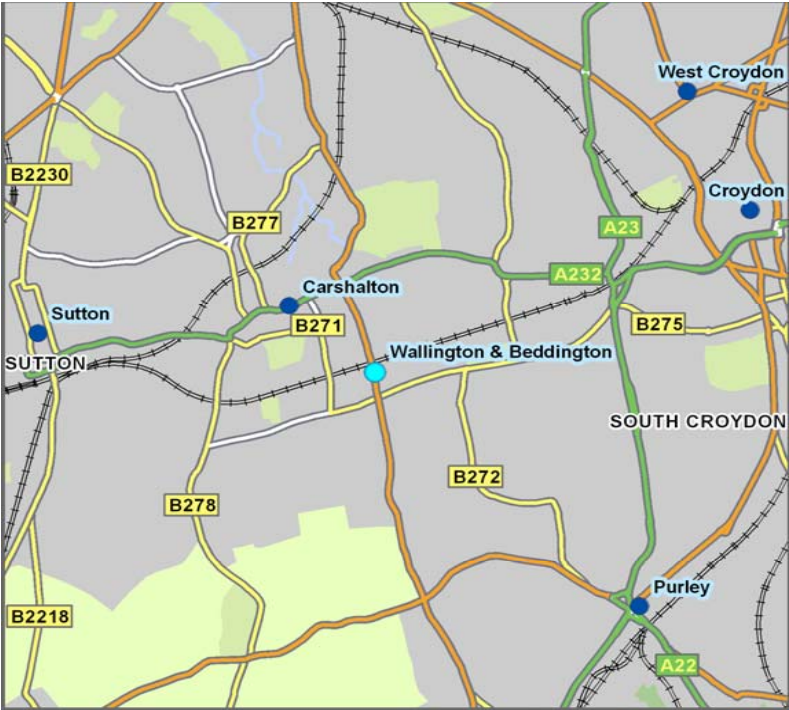 West Croydon
B2230
Croydon
B277
A23
A232
Carshalton
Sutton
B271
B275
Wallington & Beddington
SUTTON
SOUTH CROYDON
B272
B278
Purley
B2218
A22